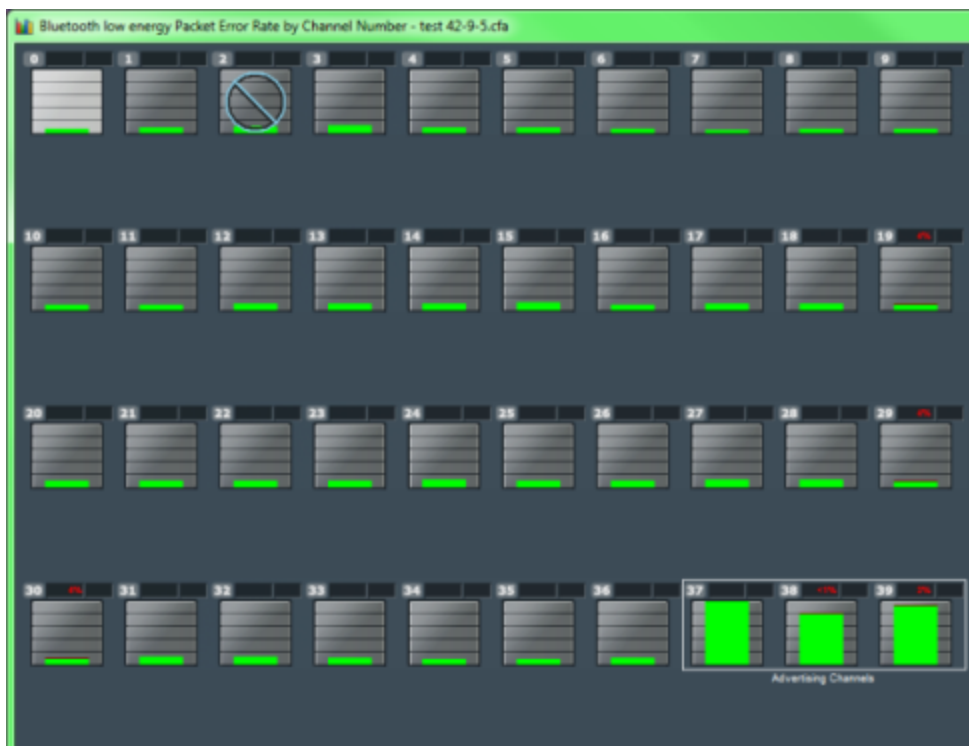 Bluetooth low energy Packet Error Rate by Channel Number - test 42-9-5.cfa
0 1 2 3 4 5 6 7 8 9
10 11 12 13 14 15 16 17 18 19
20 21 22 23 24 25 26 27 28 29
30 31 32 33 34 35 36 37 38 39
Advertising Channels